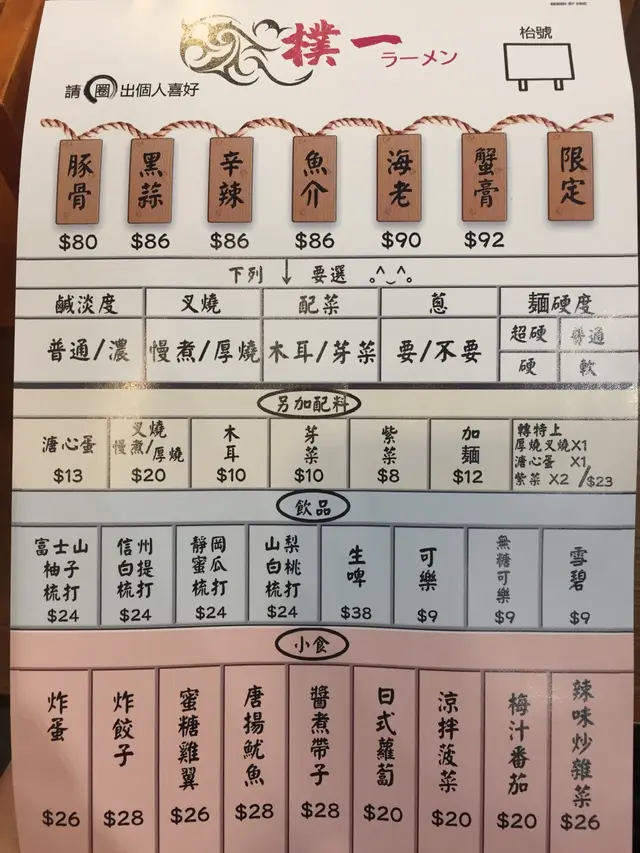 樸一
ラーメン
枱號
請圈出個人喜好
豚骨 黑蒜 辛辣 魚介 海老 蟹膏 限定
$80 $86 $86 $86 $90 $92
下列 ↓ 要選 。^‿^。
鹹淡度 叉燒 配菜 蔥 麵硬度
普通/濃 慢煮/厚燒 木耳/芽菜 要/不要
超硬 普通
硬 軟
另加配料
溏心蛋 $13
叉燒
慢煮/厚燒
$20
木耳 $10
芽菜 $10
紫菜 $8
加麵 $12
轉特上
厚燒叉燒X1
溏心蛋 X1
紫菜 X2 /$23
飲品
富士山柚子梳打 $24
信州白提梳打 $24
靜岡蜜瓜梳打 $24
山梨白桃梳打 $24
生啤 $38
可樂 $9
無糖可樂 $9
雪碧 $9
小食
炸蛋 $26
炸餃子 $28
蜜糖雞翼 $26
唐揚魷魚 $28
醬煮帶子 $28
日式蘿蔔 $20
涼拌菠菜 $20
梅汁番茄 $20
辣味炒雜菜 $26